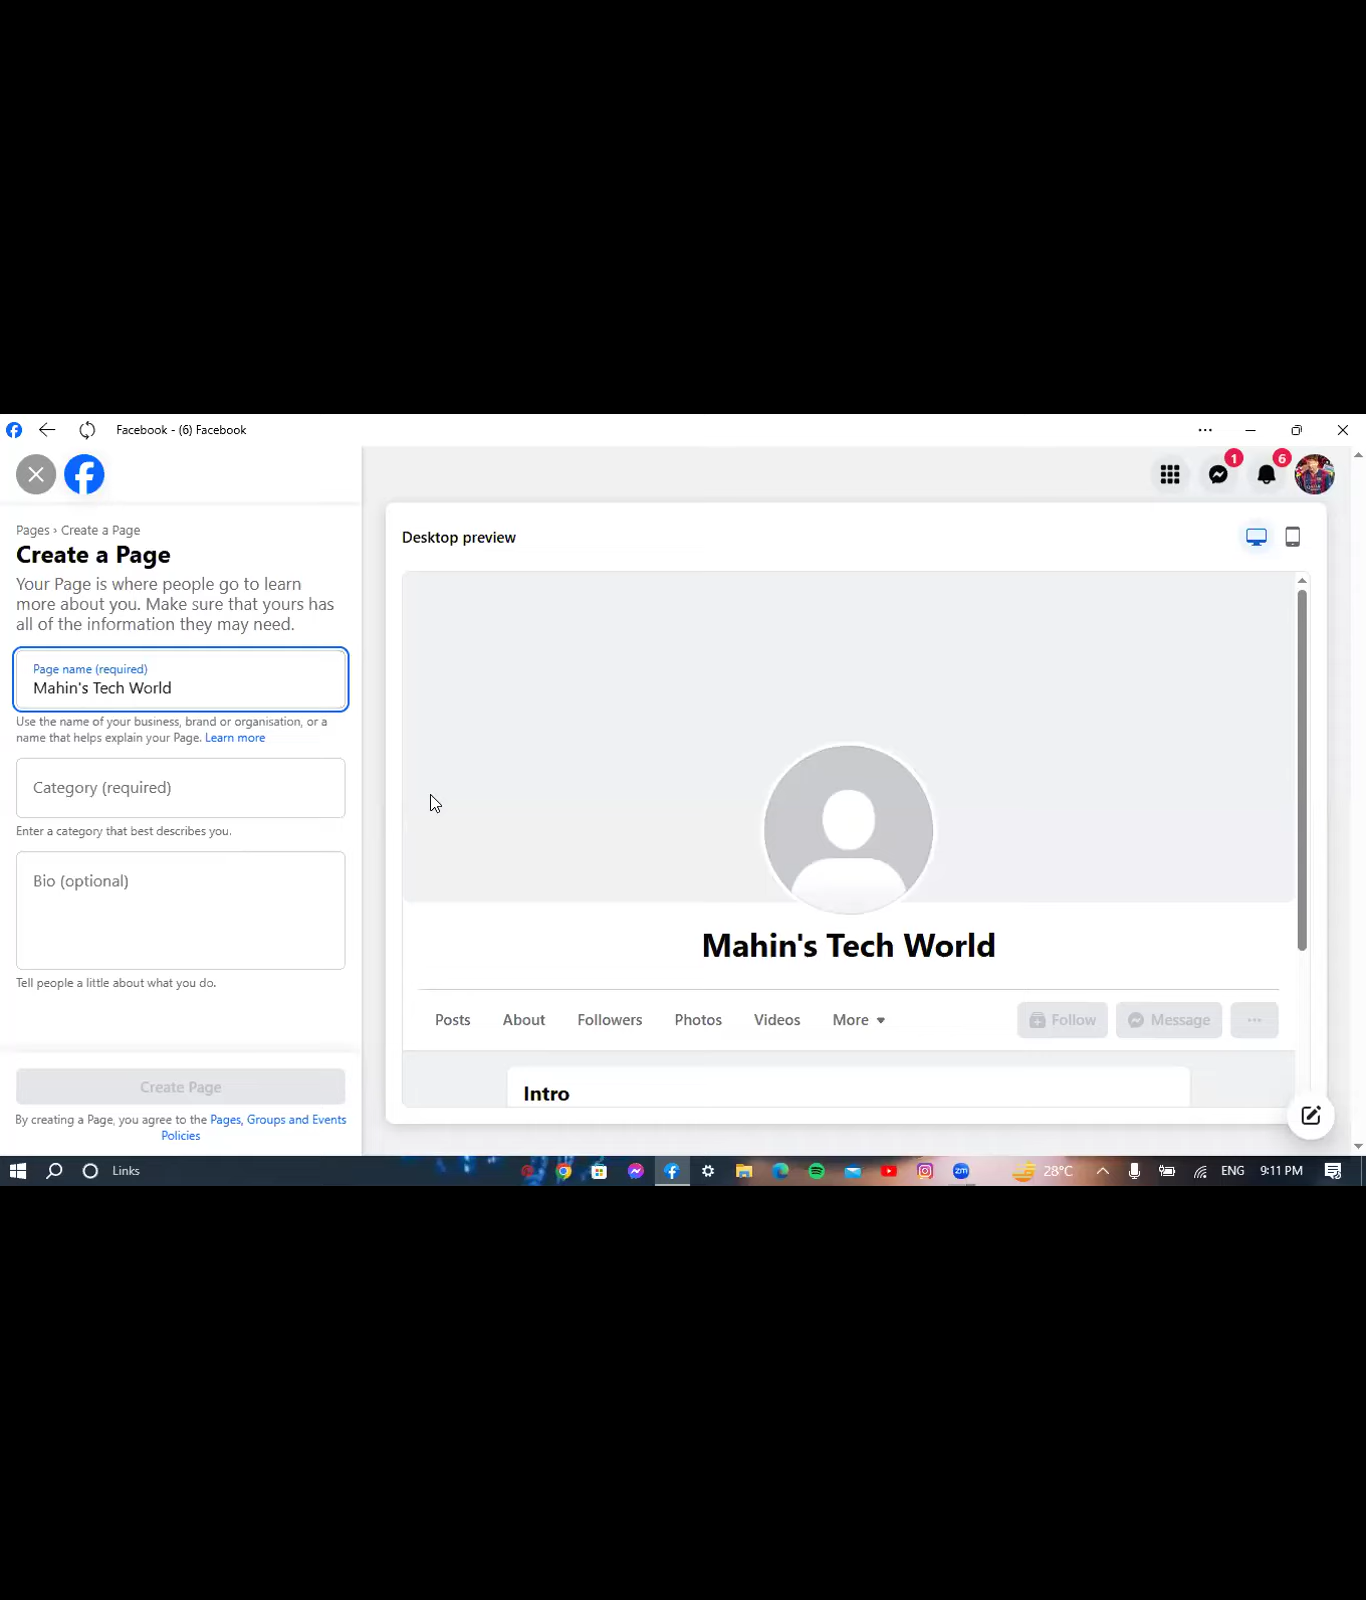 Facebook - (6) Facebook
1
6
Pages › Create a Page
Create a Page
Your Page is where people go to learn
more about you. Make sure that yours has
all of the information they may need.
Page name (required)
Mahin's Tech World
Use the name of your business, brand or organisation, or a
name that helps explain your Page. Learn more
Category (required)
Enter a category that best describes you.
Bio (optional)
Tell people a little about what you do.
Create Page
By creating a Page, you agree to the Pages, Groups and Events
Policies
Desktop preview
Mahin's Tech World
Posts About Followers Photos Videos More Follow Message
Intro
Links zm 28°C ENG 9:11 PM